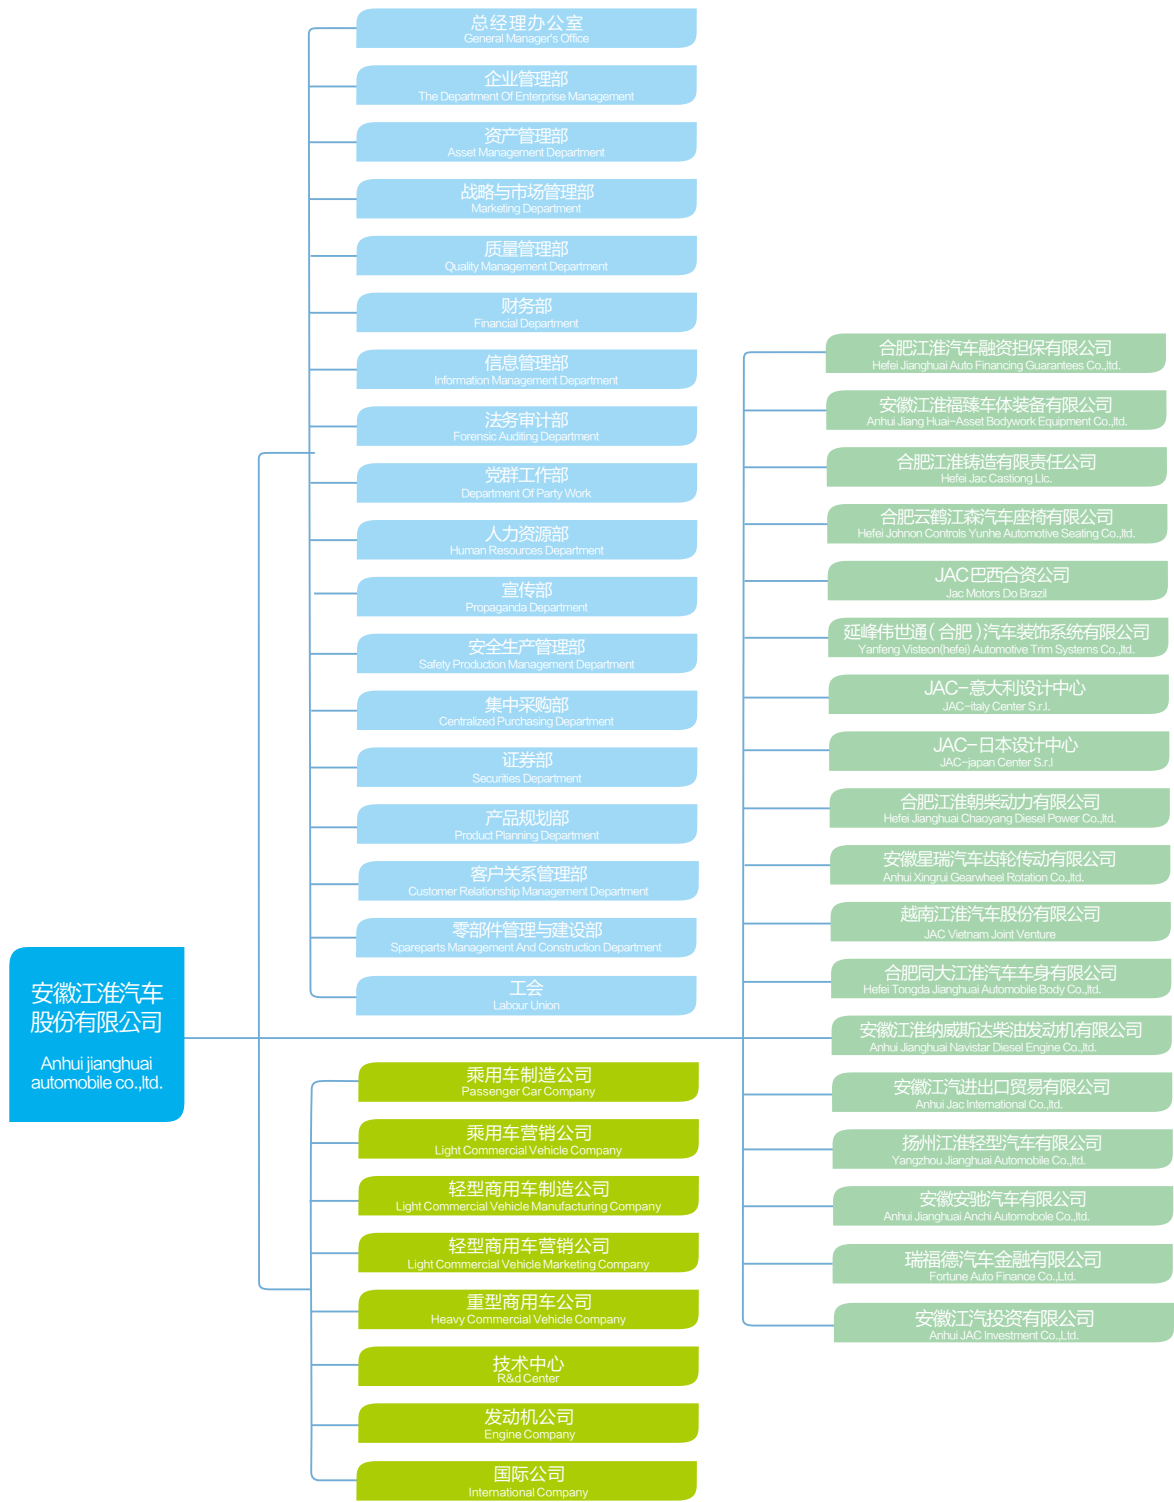 总经理办公室
General Manager's Office
企业管理部
The Department Of Enterprise Management
资产管理部
Asset Management Department
战略与市场管理部
Marketing Department
质量管理部
Quality Management Department
财务部
Financial Department
信息管理部
Information Management Department
法务审计部
Forensic Auditing Department
党群工作部
Department Of Party Work
人力资源部
Human Resources Department
宣传部
Propaganda Department
安全生产管理部
Safety Production Management Department
集中采购部
Centralized Purchasing Department
证券部
Securities Department
产品规划部
Product Planning Department
客户关系管理部
Customer Relationship Management Department
零部件管理与建设部
Spareparts Management And Construction Department
工会
Labour Union
安徽江淮汽车
股份有限公司
Anhui jianghuai
automobile co.,ltd.
乘用车制造公司
Passenger Car Company
乘用车营销公司
Light Commercial Vehicle Company
轻型商用车制造公司
Light Commercial Vehicle Manufacturing Company
轻型商用车营销公司
Light Commercial Vehicle Marketing Company
重型商用车公司
Heavy Commercial Vehicle Company
技术中心
R&d Center
发动机公司
Engine Company
国际公司
International Company
合肥江淮汽车融资担保有限公司
Hefei Jianghuai Auto Financing Guarantees Co.,ltd.
安徽江淮福臻车体装备有限公司
Anhui Jiang Huai-Asset Bodywork Equipment Co.,ltd.
合肥江淮铸造有限责任公司
Hefei Jac Castiong Llc.
合肥云鹤江森汽车座椅有限公司
Hefei Johnon Controls Yunhe Automotive Seating Co.,ltd.
JAC巴西合资公司
Jac Motors Do Brazil
延峰伟世通(合肥)汽车装饰系统有限公司
Yanfeng Visteon(hefei) Automotive Trim Systems Co.,ltd.
JAC-意大利设计中心
JAC-italy Center S.r.l.
JAC-日本设计中心
JAC-japan Center S.r.l
合肥江淮朝柴动力有限公司
Hefei Jianghuai Chaoyang Diesel Power Co.,ltd.
安徽星瑞汽车齿轮传动有限公司
Anhui Xingrui Gearwheel Rotation Co.,ltd.
越南江淮汽车股份有限公司
JAC Vietnam Joint Venture
合肥同大江淮汽车车身有限公司
Hefei Tongda Jianghuai Automobile Body Co.,ltd.
安徽江淮纳威斯达柴油发动机有限公司
Anhui Jianghuai Navistar Diesel Engine Co.,ltd.
安徽江汽进出口贸易有限公司
Anhui Jac International Co.,ltd.
扬州江淮轻型汽车有限公司
Yangzhou Jianghuai Automobile Co.,ltd.
安徽安驰汽车有限公司
Anhui Jianghuai Anchi Automobole Co.,ltd.
瑞福德汽车金融有限公司
Fortune Auto Finance Co.,Ltd.
安徽江汽投资有限公司
Anhui JAC Investment Co.,Ltd.